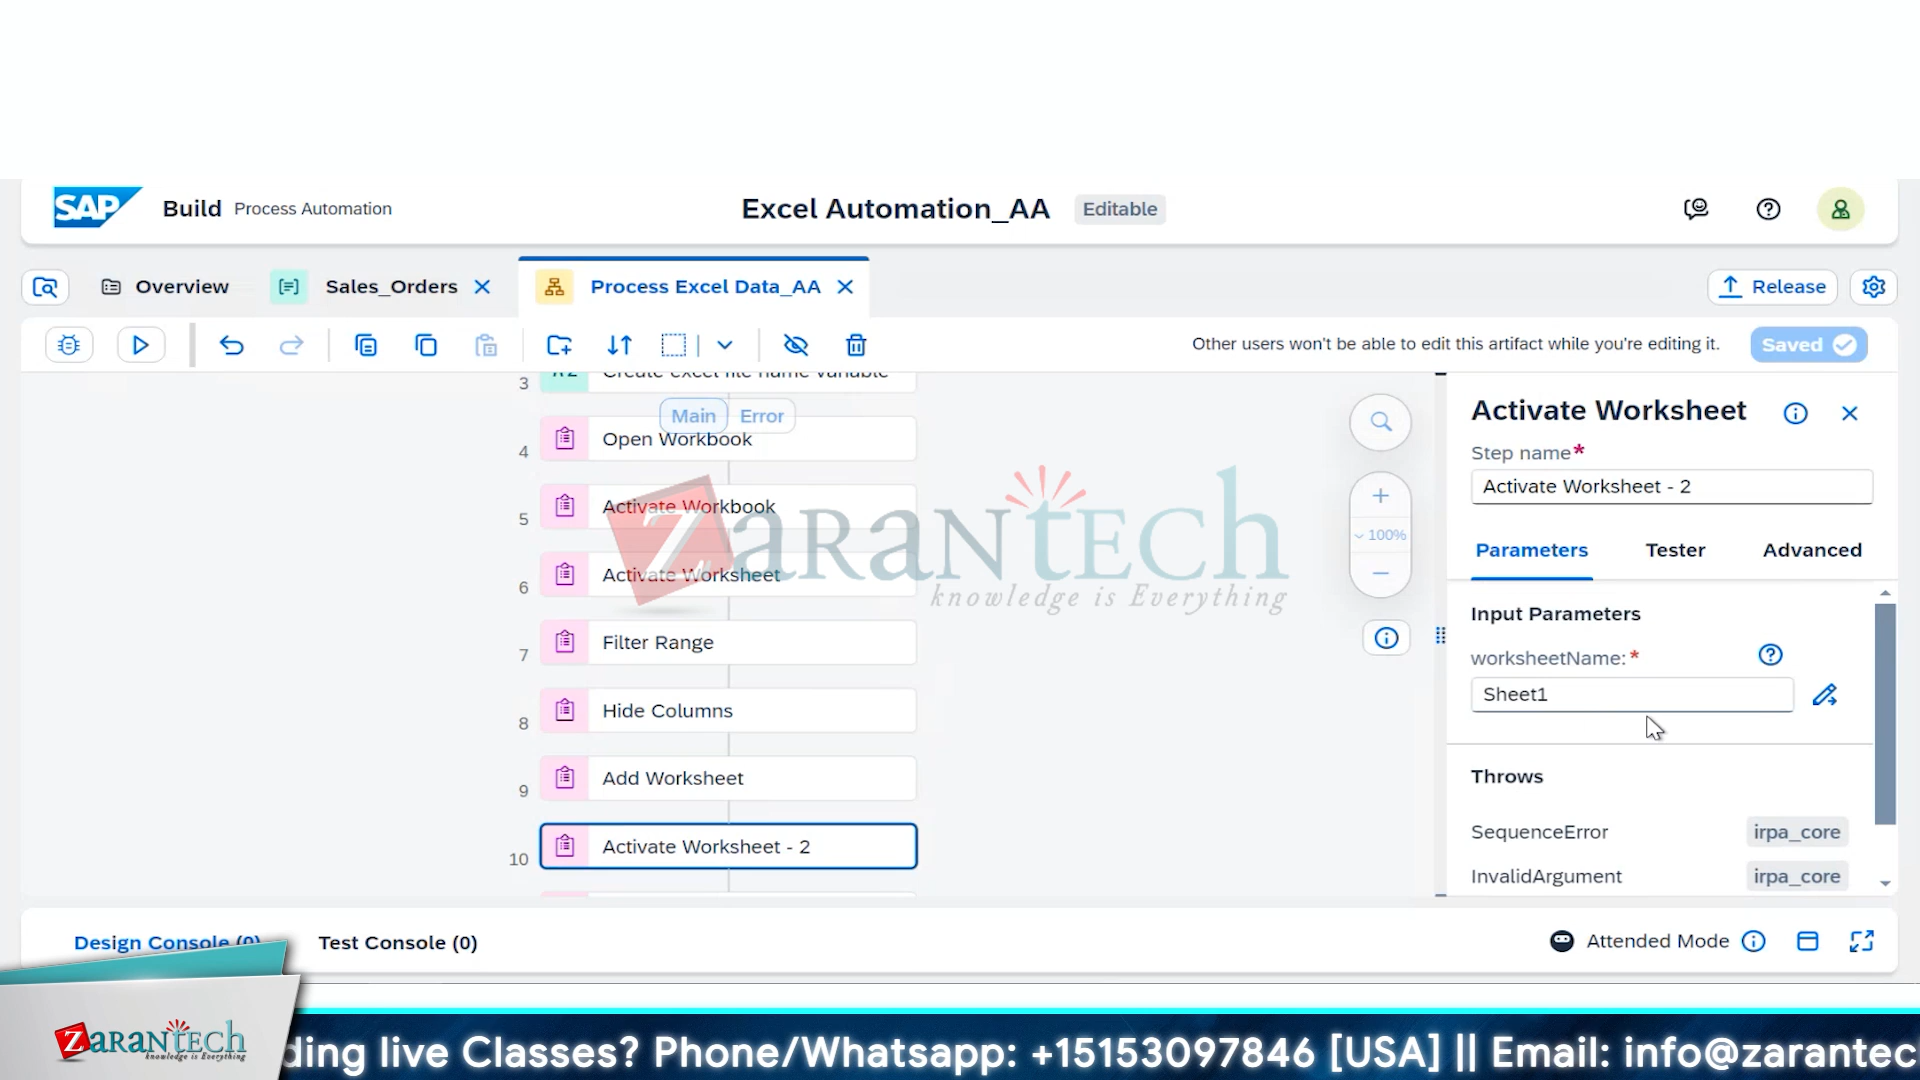 SAP Build Process Automation
Excel Automation_AA Editable
Overview
Sales_Orders
Process Excel Data_AA
Release
Other users won't be able to edit this artifact while you're editing it.
Saved
3
4 Open Workbook
Main Error
5 Activate Workbook
6 Activate Worksheet
7 Filter Range
8 Hide Columns
9 Add Worksheet
10 Activate Worksheet - 2
100%
ZaranTech
knowledge is Everything
Activate Worksheet
Step name*
Activate Worksheet - 2
Parameters Tester Advanced
Input Parameters
worksheetName: *
Sheet1
Throws
SequenceError irpa_core
InvalidArgument irpa_core
Design Console (0) Test Console (0)
Attended Mode
ZaranTech
knowledge is Everything
ding live Classes? Phone/Whatsapp: +15153097846 [USA] || Email: info@zarantec